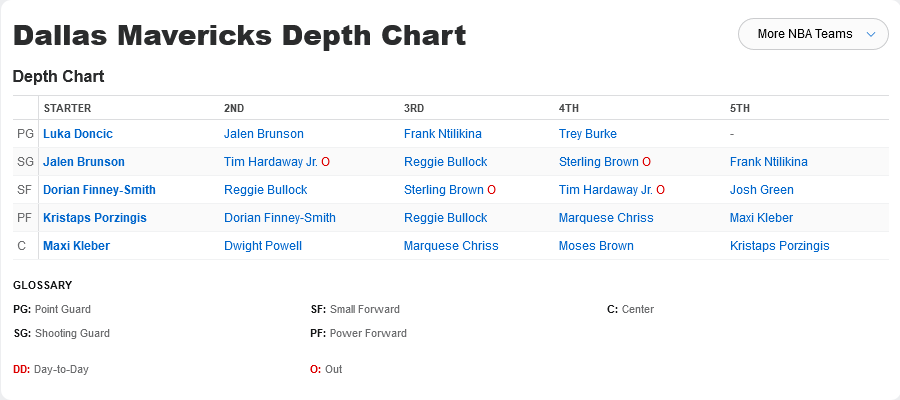 Dallas Mavericks Depth Chart
More NBA Teams
Depth Chart
STARTER 2ND 3RD 4TH 5TH
PG Luka Doncic Jalen Brunson Frank Ntilikina Trey Burke -
SG Jalen Brunson Tim Hardaway Jr. O Reggie Bullock Sterling Brown O Frank Ntilikina
SF Dorian Finney-Smith Reggie Bullock Sterling Brown O Tim Hardaway Jr. O Josh Green
PF Kristaps Porzingis Dorian Finney-Smith Reggie Bullock Marquese Chriss Maxi Kleber
C Maxi Kleber Dwight Powell Marquese Chriss Moses Brown Kristaps Porzingis
GLOSSARY
PG: Point Guard SF: Small Forward C: Center
SG: Shooting Guard PF: Power Forward
DD: Day-to-Day O: Out